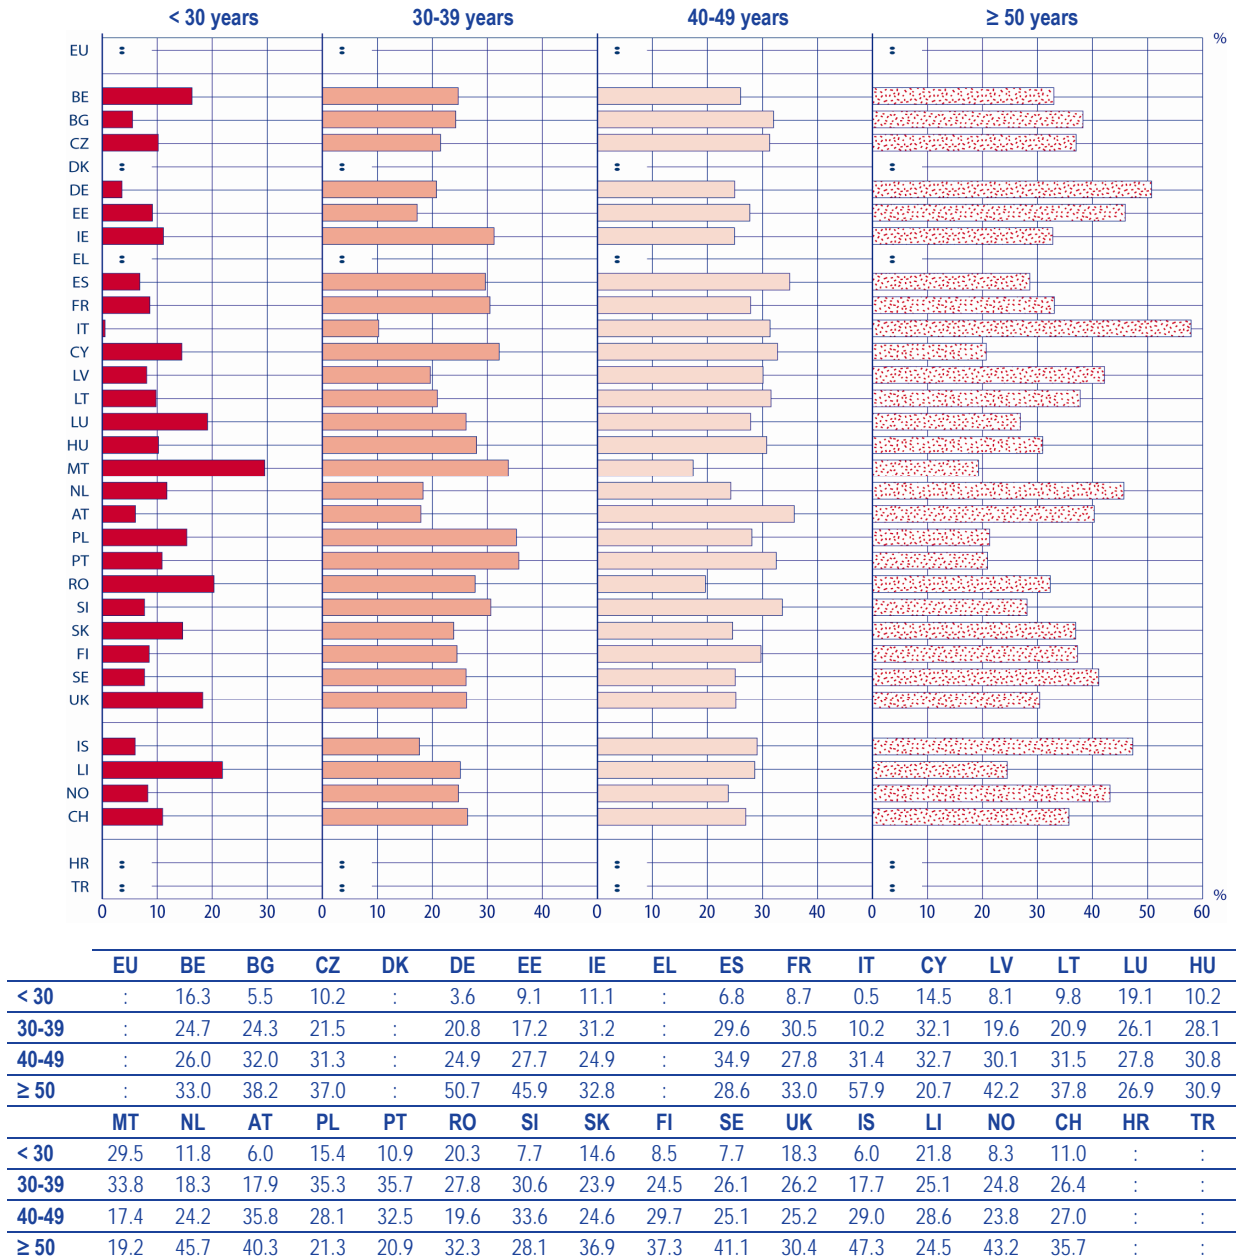 < 30 years 30-39 years 40-49 years ≥ 50 years
%
EU : : : :
BE
BG
CZ
DK : : : :
DE
EE
IE
EL : : : :
ES
FR
IT
CY
LV
LT
LU
HU
MT
NL
AT
PL
PT
RO
SI
SK
FI
SE
UK
IS
LI
NO
CH
HR : : : :
TR : : : :
%
0 10 20 30 0 10 20 30 40 0 10 20 30 40 0 10 20 30 40 50 60
EU BE BG CZ DK DE EE IE EL ES FR IT CY LV LT LU HU
< 30 : 16.3 5.5 10.2 : 3.6 9.1 11.1 : 6.8 8.7 0.5 14.5 8.1 9.8 19.1 10.2
30-39 : 24.7 24.3 21.5 : 20.8 17.2 31.2 : 29.6 30.5 10.2 32.1 19.6 20.9 26.1 28.1
40-49 : 26.0 32.0 31.3 : 24.9 27.7 24.9 : 34.9 27.8 31.4 32.7 30.1 31.5 27.8 30.8
≥ 50 : 33.0 38.2 37.0 : 50.7 45.9 32.8 : 28.6 33.0 57.9 20.7 42.2 37.8 26.9 30.9
MT NL AT PL PT RO SI SK FI SE UK IS LI NO CH HR TR
< 30 29.5 11.8 6.0 15.4 10.9 20.3 7.7 14.6 8.5 7.7 18.3 6.0 21.8 8.3 11.0 : :
30-39 33.8 18.3 17.9 35.3 35.7 27.8 30.6 23.9 24.5 26.1 26.2 17.7 25.1 24.8 26.4 : :
40-49 17.4 24.2 35.8 28.1 32.5 19.6 33.6 24.6 29.7 25.1 25.2 29.0 28.6 23.8 27.0 : :
≥ 50 19.2 45.7 40.3 21.3 20.9 32.3 28.1 36.9 37.3 41.1 30.4 47.3 24.5 43.2 35.7 : :